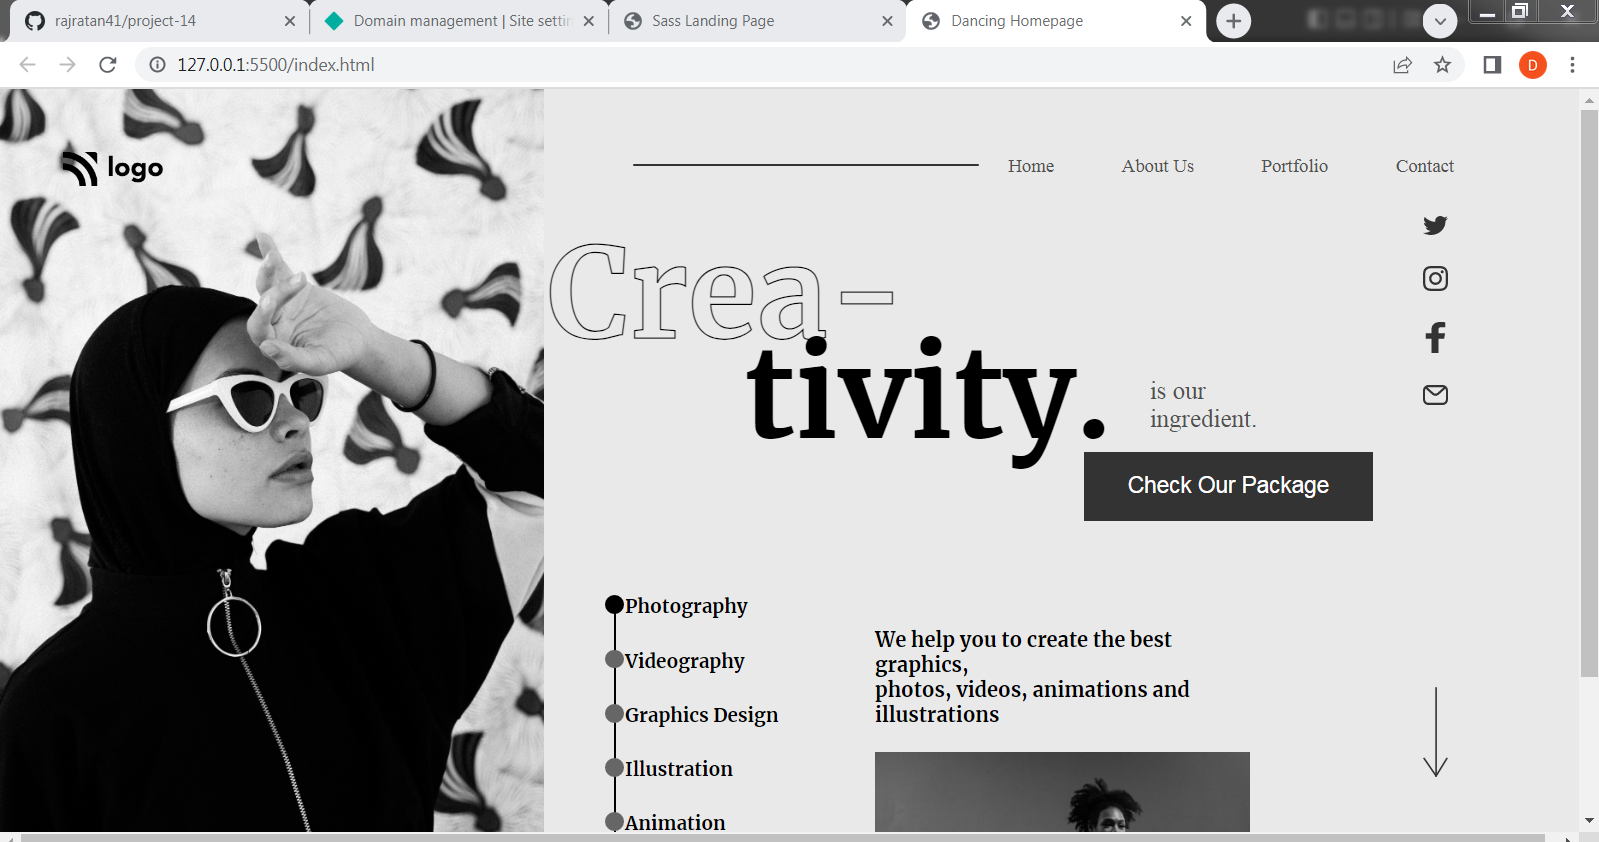 rajratan41/project-14
Domain management | Site settin
Sass Landing Page
Dancing Homepage
127.0.0.1:5500/index.html
D
logo
Home
About Us
Portfolio
Contact
Crea-
tivity.
is our
ingredient.
Check Our Package
Photography
Videography
Graphics Design
Illustration
Animation
We help you to create the best
graphics,
photos, videos, animations and
illustrations